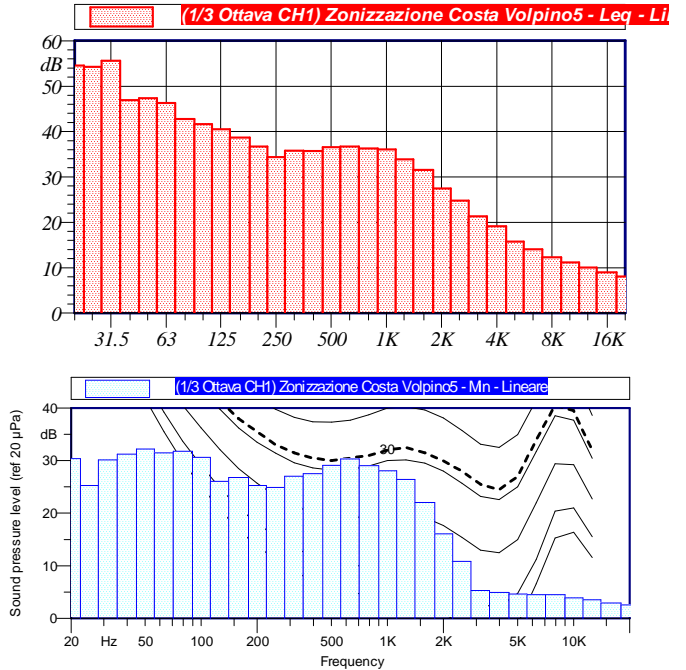 (1/3 Ottava CH1) Zonizzazione Costa Volpino5 - Leq - Li
60
dB
50
40
30
20
10
0
31.5 63 125 250 500 1K 2K 4K 8K 16K
(1/3 Ottava CH1) Zonizzazione Costa Volpino5 - Mn - Lineare
40
dB
30
20
10
0
30
Sound pressure level (ref 20 µPa)
20 Hz 50 100 200 500 1K 2K 5K 10K
Frequency